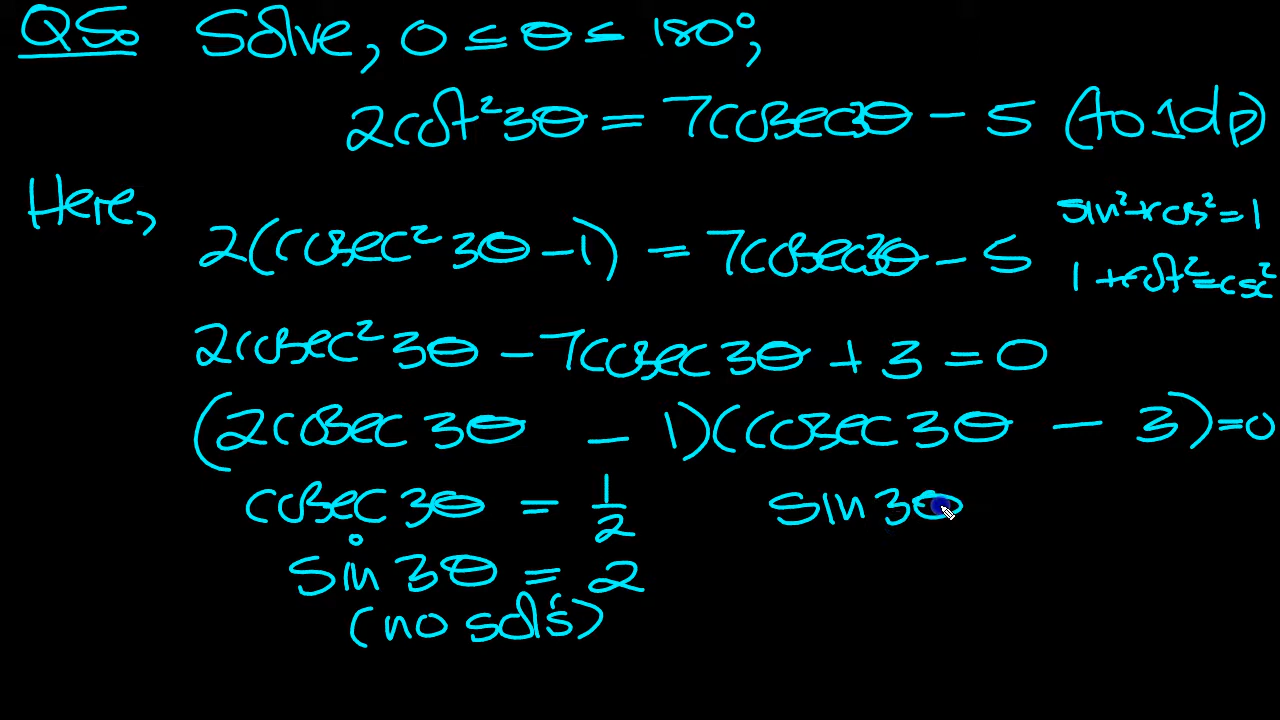 Q5. Solve, 0 ≤ θ ≤ 180°,
2cot²3θ = 7cosec3θ - 5 (to 1dp)
Here,
sin²+cos²=1
2(cosec²3θ-1) = 7cosec3θ - 5
1+cot²=csc²
2cosec²3θ - 7cosec3θ + 3 = 0
(2cosec3θ - 1)(cosec3θ - 3)=0
cosec3θ = 1/2 sin3θ
sin3θ = 2
(no sol's)